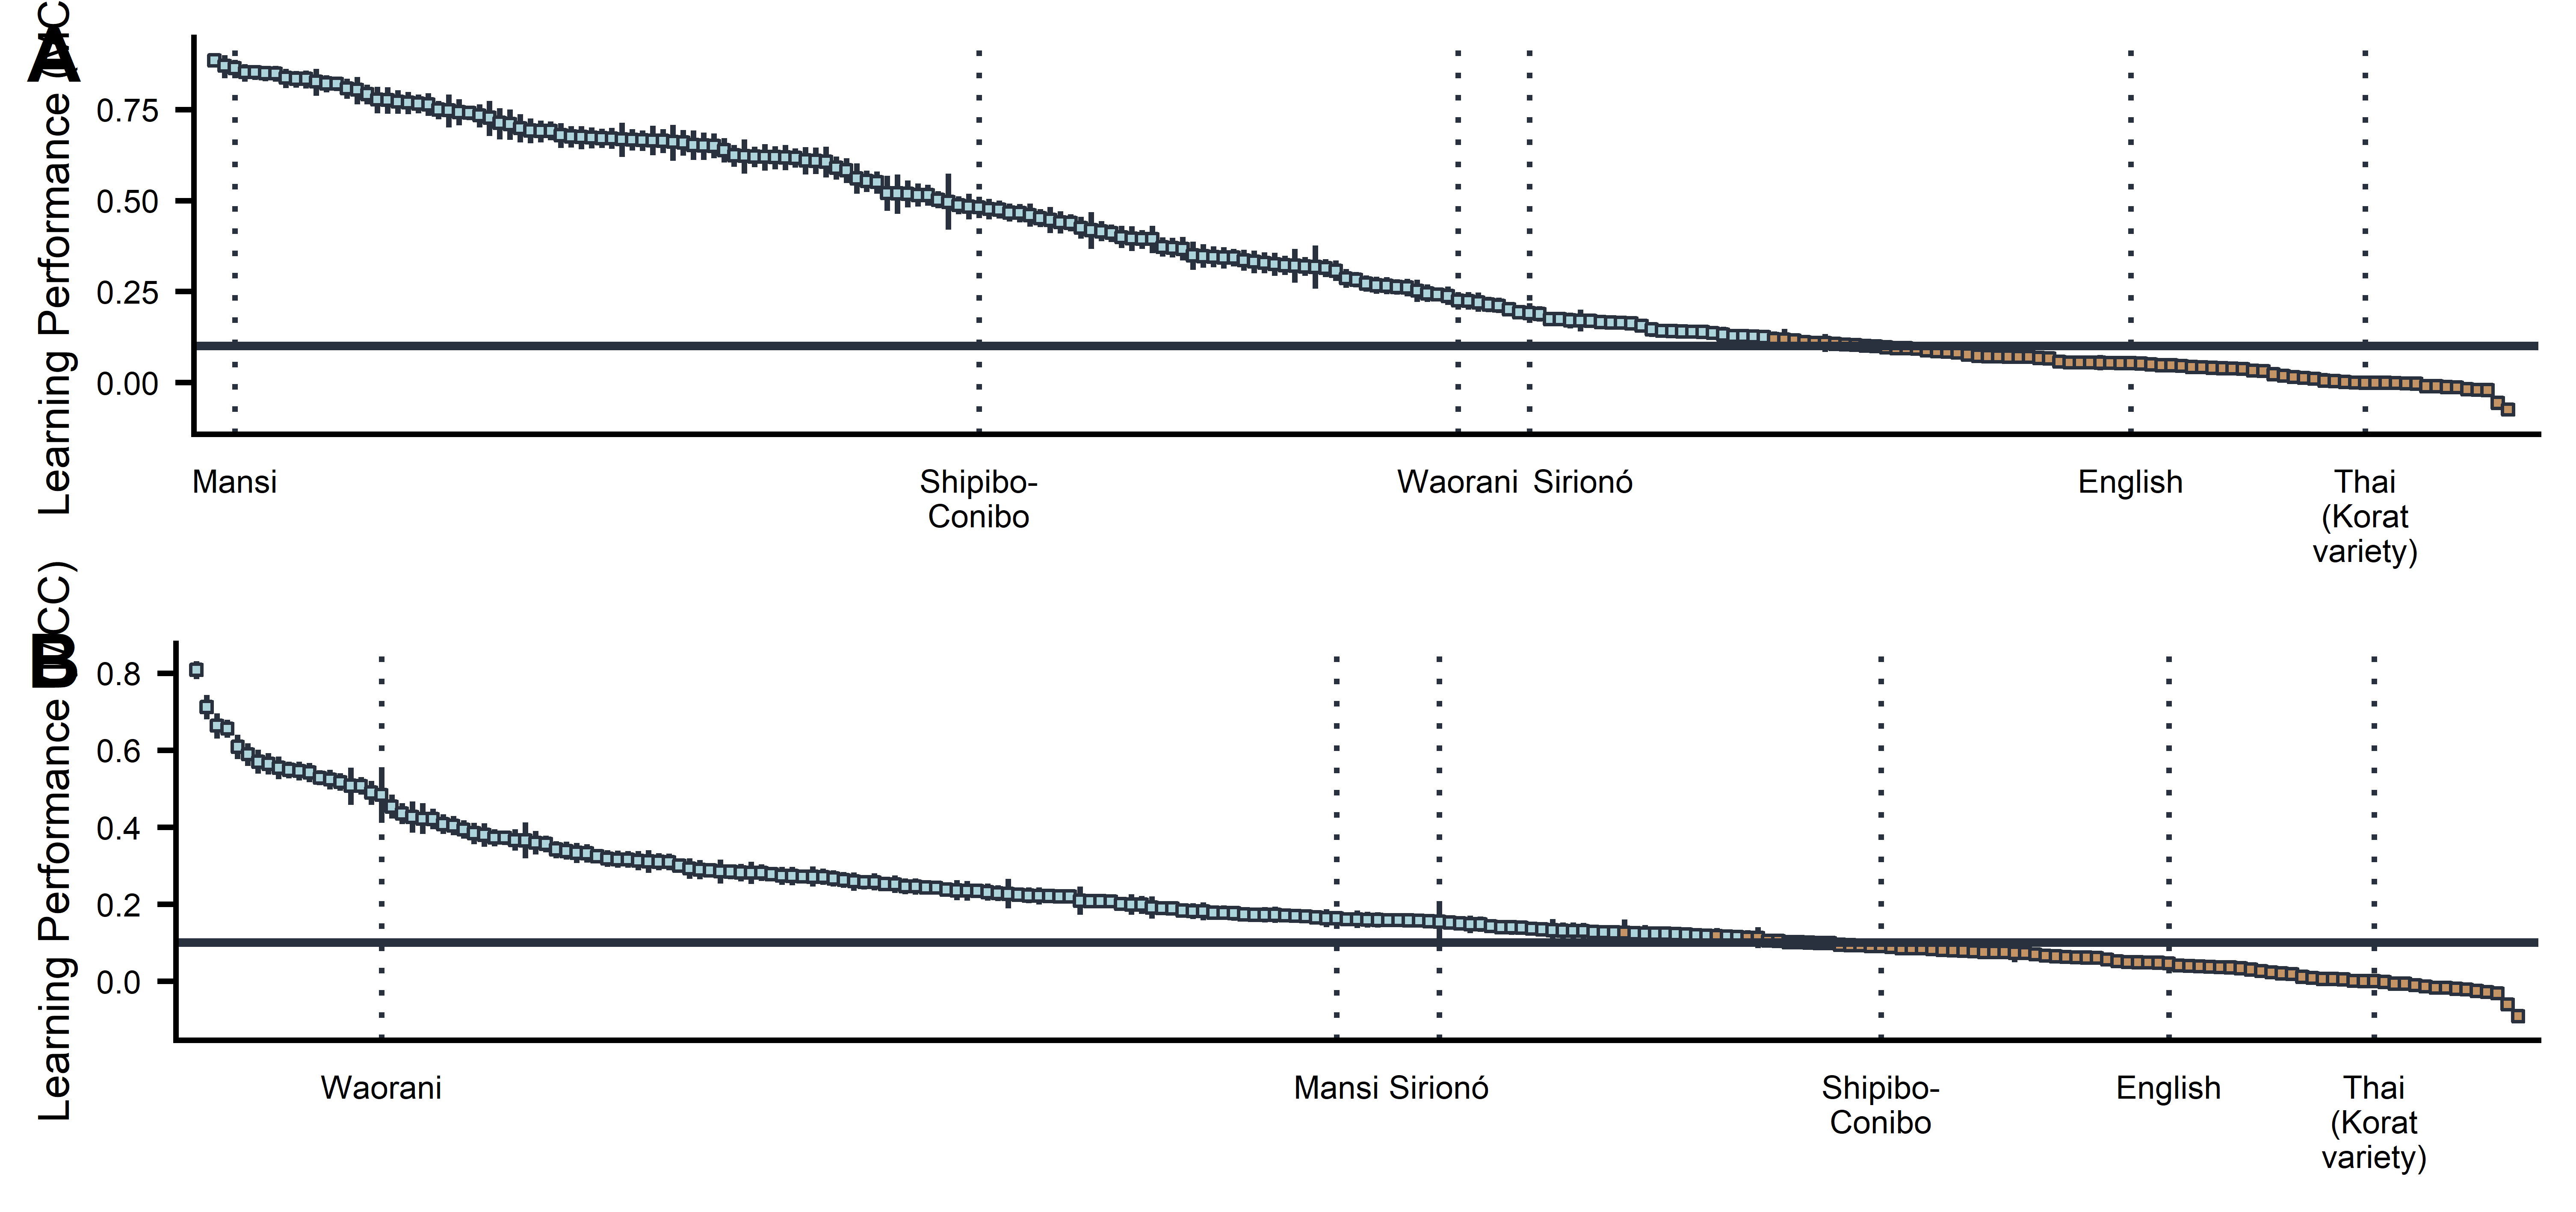 A
Learning Performance
0.75
0.50
0.25
0.00
Mansi
Shipibo-
Conibo
Waorani
Sirionó
English
Thai
(Korat
variety)
B
Learning Performance
0.8
0.6
0.4
0.2
0.0
Waorani
Mansi
Sirionó
Shipibo-
Conibo
English
Thai
(Korat
variety)